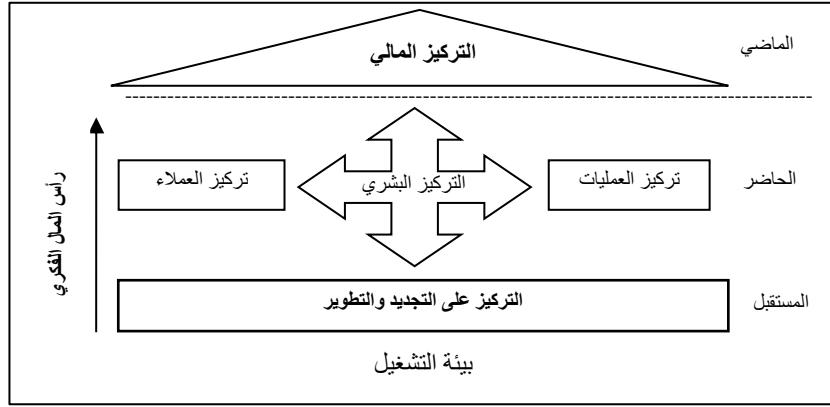 الماضي
التركيز المالي
الحاضر
تركيز العمليات
التركيز البشري
تركيز العملاء
رأس المال الفكري
المستقبل
التركيز على التجديد والتطوير
بيئة التشغيل